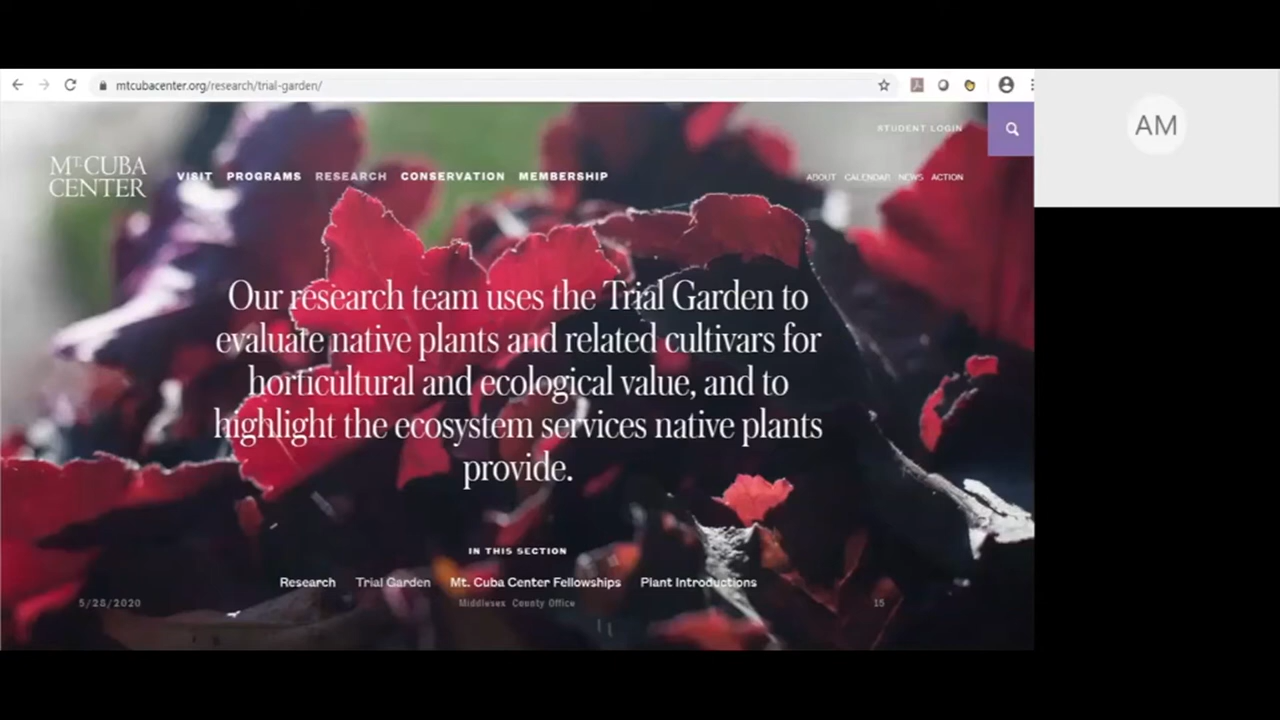 mtcubacenter.org/research/trial-garden/
AM
STUDENT LOGIN
MT. CUBA
CENTER
VISIT PROGRAMS RESEARCH CONSERVATION MEMBERSHIP
ABOUT CALENDAR NEWS ACTION
Our research team uses the Trial Garden to
evaluate native plants and related cultivars for
horticultural and ecological value, and to
highlight the ecosystem services native plants
provide.
IN THIS SECTION
Research Trial Garden Mt. Cuba Center Fellowships Plant Introductions
5/28/2020 Middlesex County Office 15